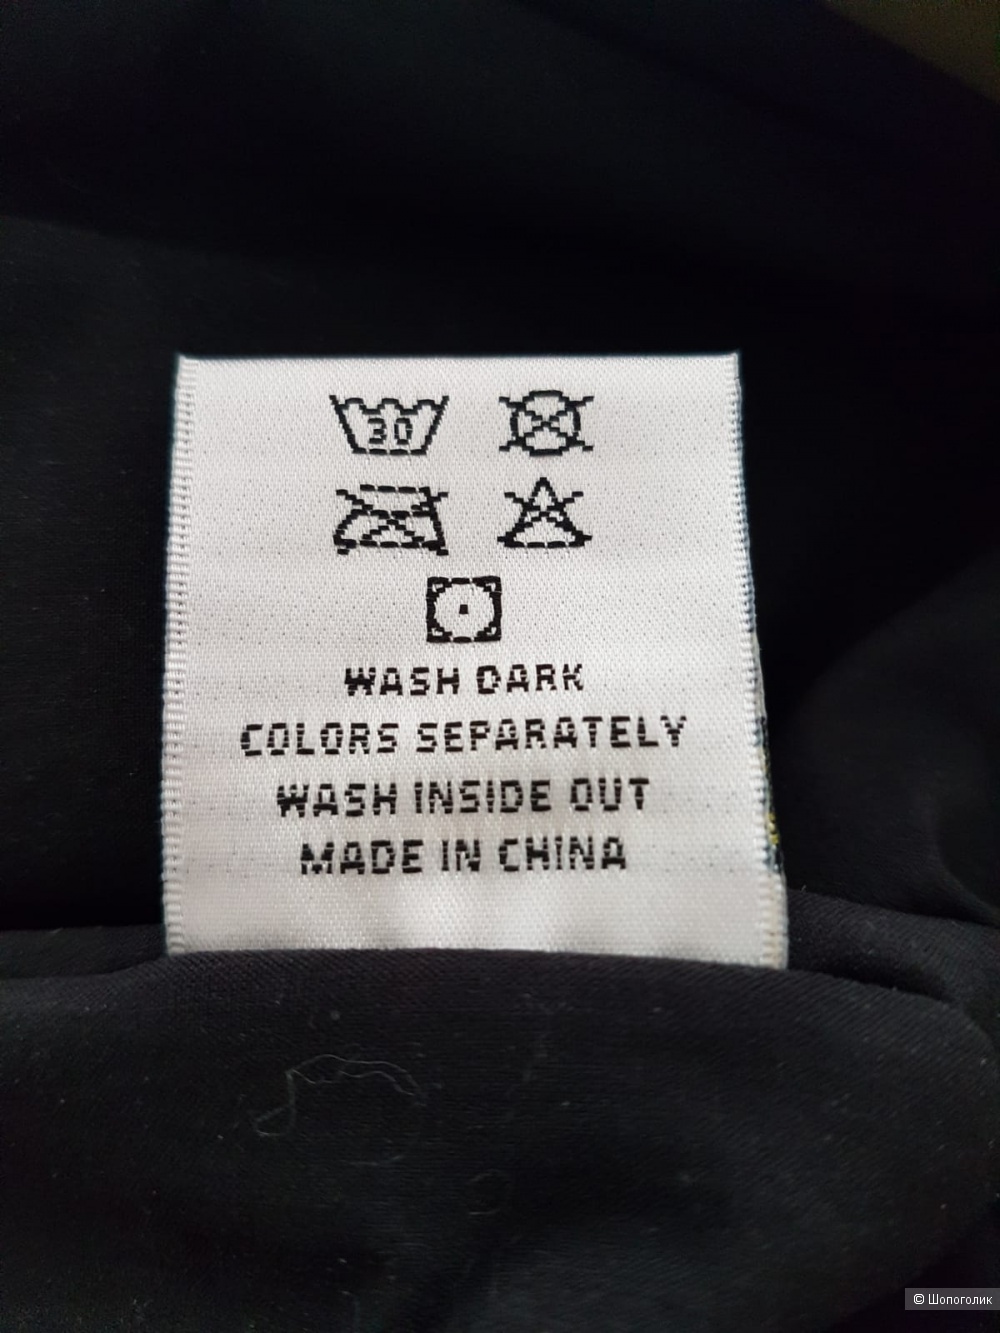 30
WASH DARK
COLORS SEPARATELY
WASH INSIDE OUT
MADE IN CHINA
© Шопоголик